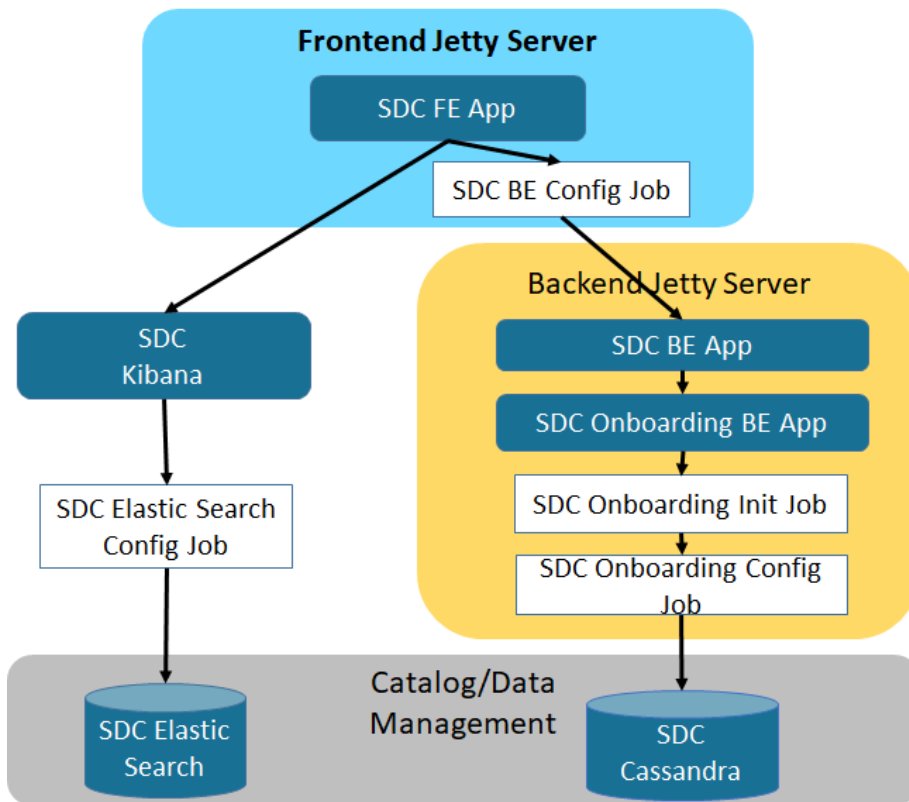 Frontend Jetty Server
SDC FE App
SDC BE Config Job
Backend Jetty Server
SDC
Kibana
SDC BE App
SDC Onboarding BE App
SDC Elastic Search
Config Job
SDC Onboarding Init Job
SDC Onboarding Config
Job
Catalog/Data
Management
SDC Elastic
Search
SDC
Cassandra